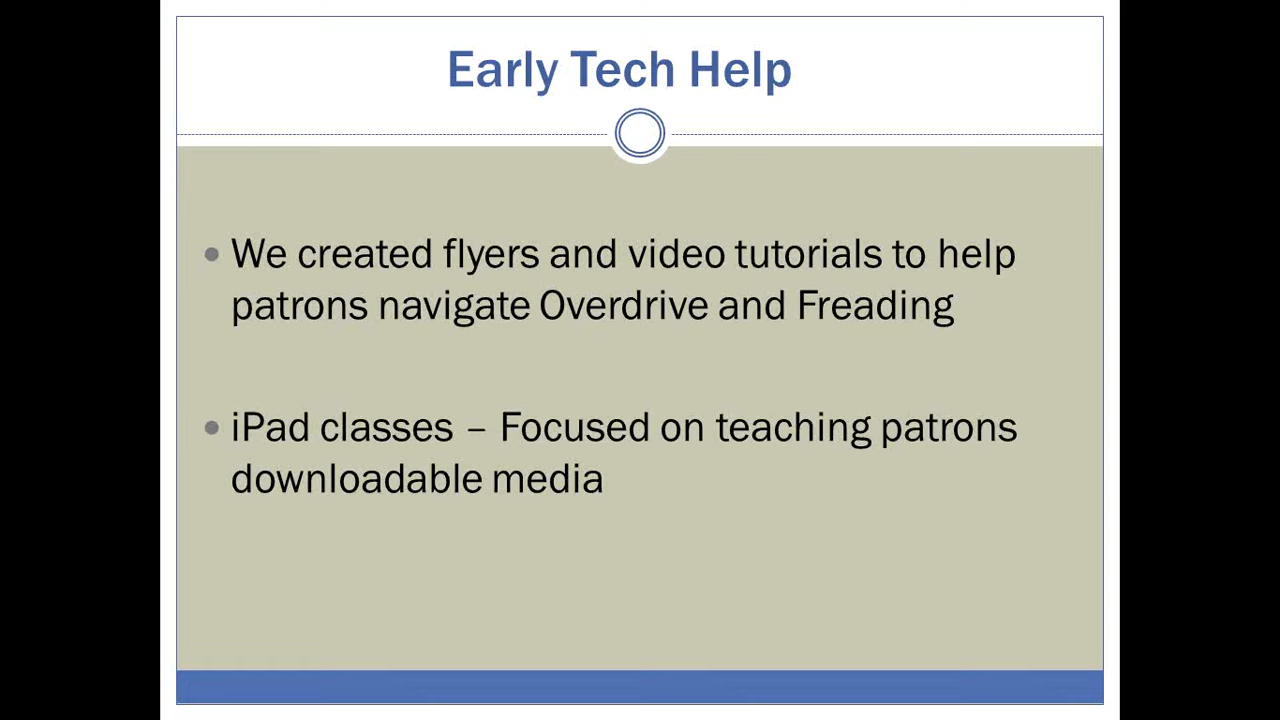 Early Tech Help
• We created flyers and video tutorials to help
patrons navigate Overdrive and Freading
• iPad classes – Focused on teaching patrons
downloadable media